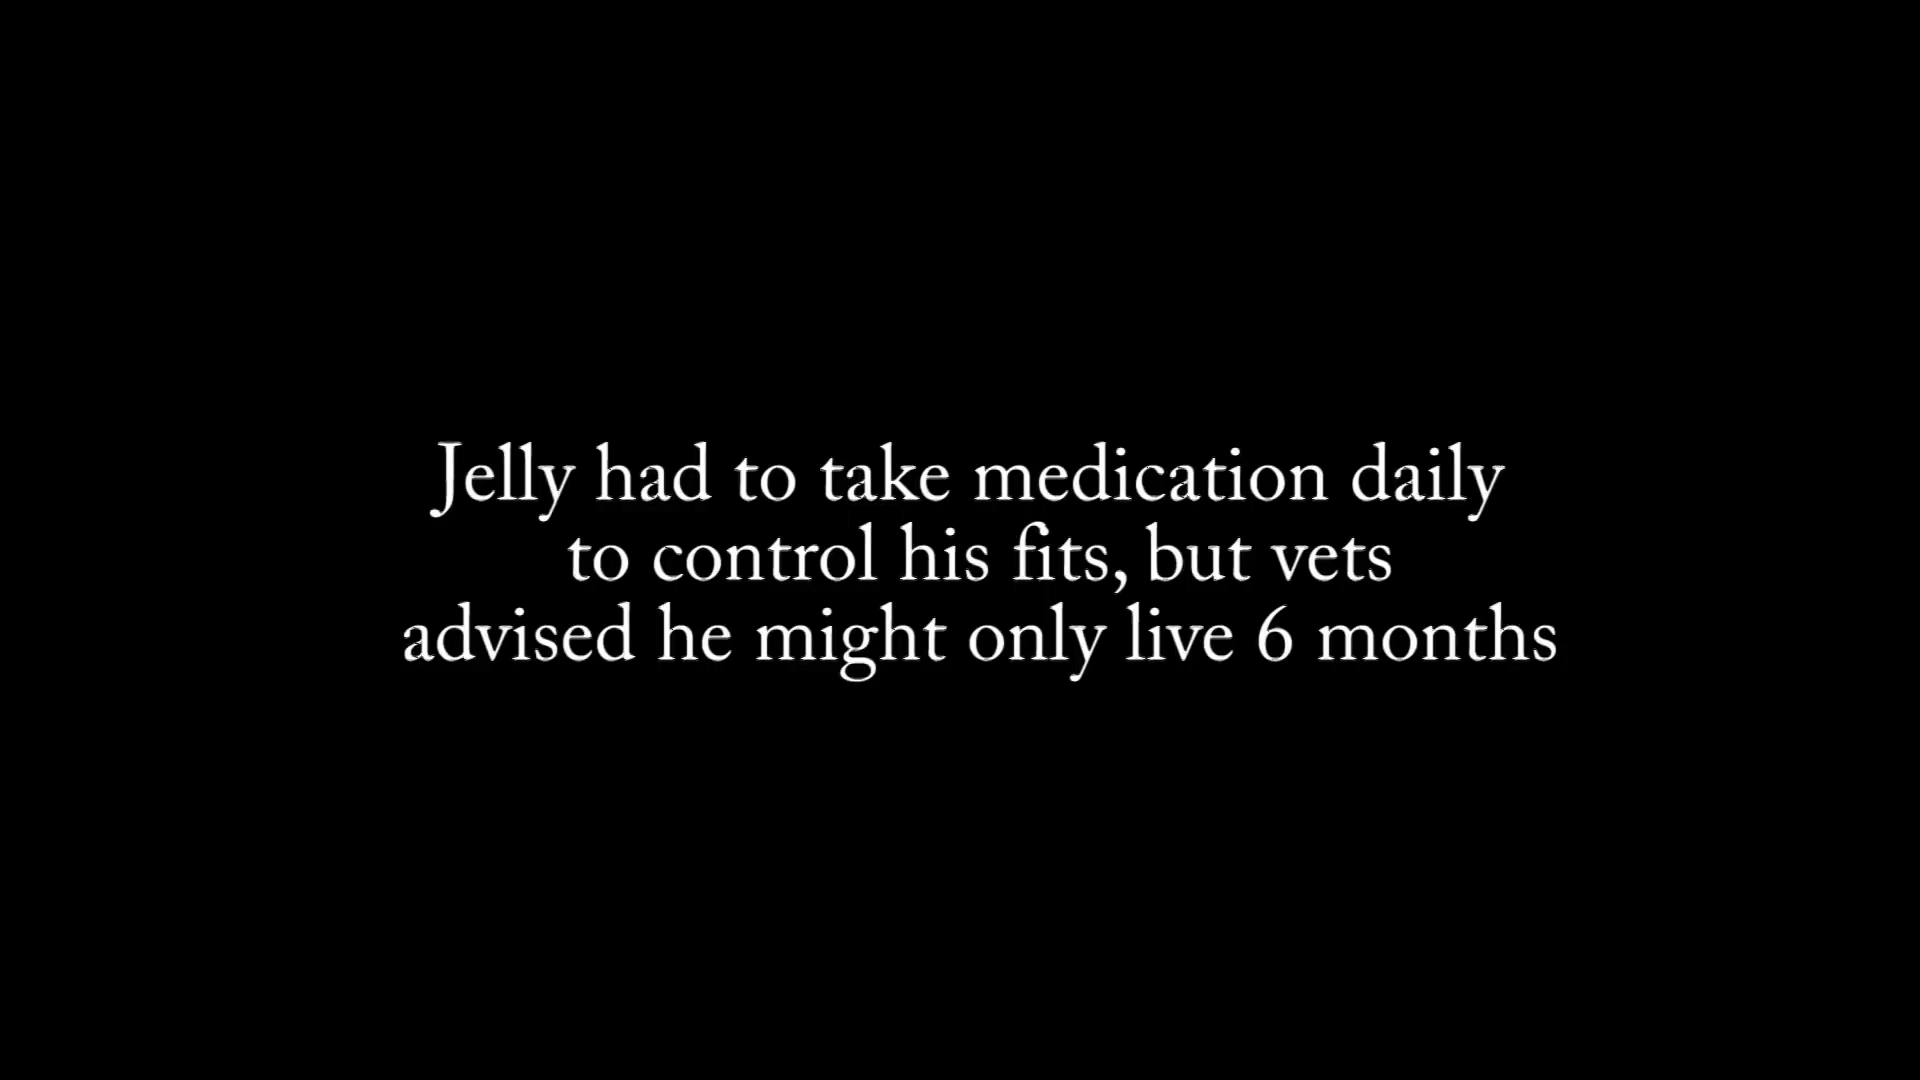 Jelly had to take medication daily
to control his fits, but vets
advised he might only live 6 months